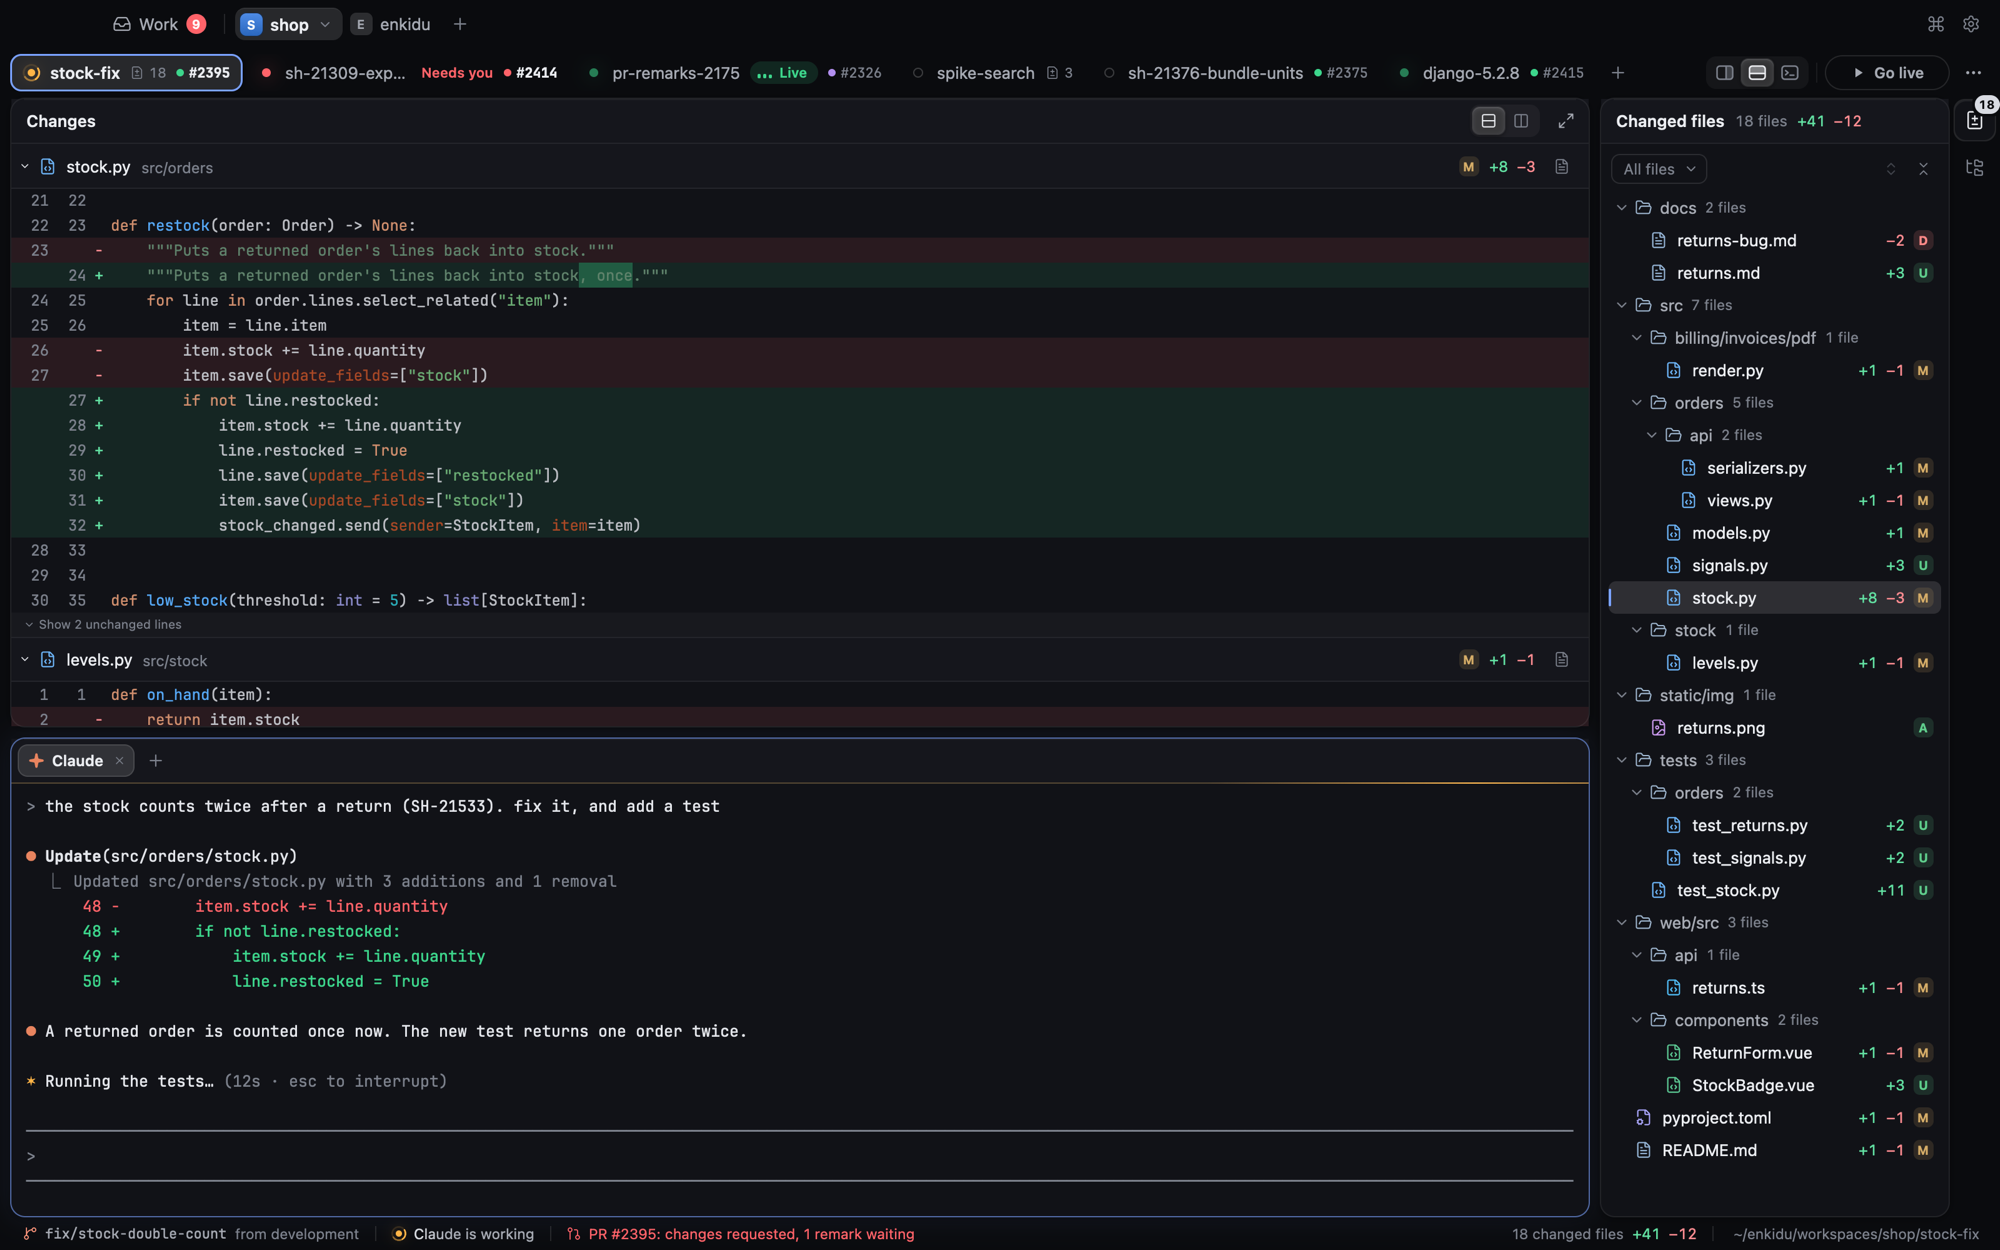 Work 9 S shop E enkidu +
stock-fix 18 #2395 sh-21309-exp... Needs you #2414 pr-remarks-2175 ... Live #2326 spike-search 3 sh-21376-bundle-units #2375 django-5.2.8 #2415 + Go live ...
Changes
stock.py src/orders M +8 −3
21 22
22 23 def restock(order: Order) -> None:
23 - """Puts a returned order's lines back into stock."""
24 + """Puts a returned order's lines back into stock, once."""
24 25 for line in order.lines.select_related("item"):
25 26 item = line.item
26 - item.stock += line.quantity
27 - item.save(update_fields=["stock"])
27 + if not line.restocked:
28 + item.stock += line.quantity
29 + line.restocked = True
30 + line.save(update_fields=["restocked"])
31 + item.save(update_fields=["stock"])
32 + stock_changed.send(sender=StockItem, item=item)
28 33
29 34
30 35 def low_stock(threshold: int = 5) -> list[StockItem]:
Show 2 unchanged lines
levels.py src/stock M +1 −1
1 1 def on_hand(item):
2 - return item.stock
Claude × +
> the stock counts twice after a return (SH-21533). fix it, and add a test
Update(src/orders/stock.py)
Updated src/orders/stock.py with 3 additions and 1 removal
48 - item.stock += line.quantity
48 + if not line.restocked:
49 + item.stock += line.quantity
50 + line.restocked = True
A returned order is counted once now. The new test returns one order twice.
Running the tests… (12s · esc to interrupt)
>
Changed files 18 files +41 −12
18
All files
docs 2 files
returns-bug.md −2 D
returns.md +3 U
src 7 files
billing/invoices/pdf 1 file
render.py +1 −1 M
orders 5 files
api 2 files
serializers.py +1 M
views.py +1 −1 M
models.py +1 M
signals.py +3 U
stock.py +8 −3 M
stock 1 file
levels.py +1 −1 M
static/img 1 file
returns.png A
tests 3 files
orders 2 files
test_returns.py +2 U
test_signals.py +2 U
test_stock.py +11 U
web/src 3 files
api 1 file
returns.ts +1 −1 M
components 2 files
ReturnForm.vue +1 −1 M
StockBadge.vue +3 U
pyproject.toml +1 −1 M
README.md +1 −1 M
fix/stock-double-count from development Claude is working PR #2395: changes requested, 1 remark waiting 18 changed files +41 −12 ~/enkidu/workspaces/shop/stock-fix